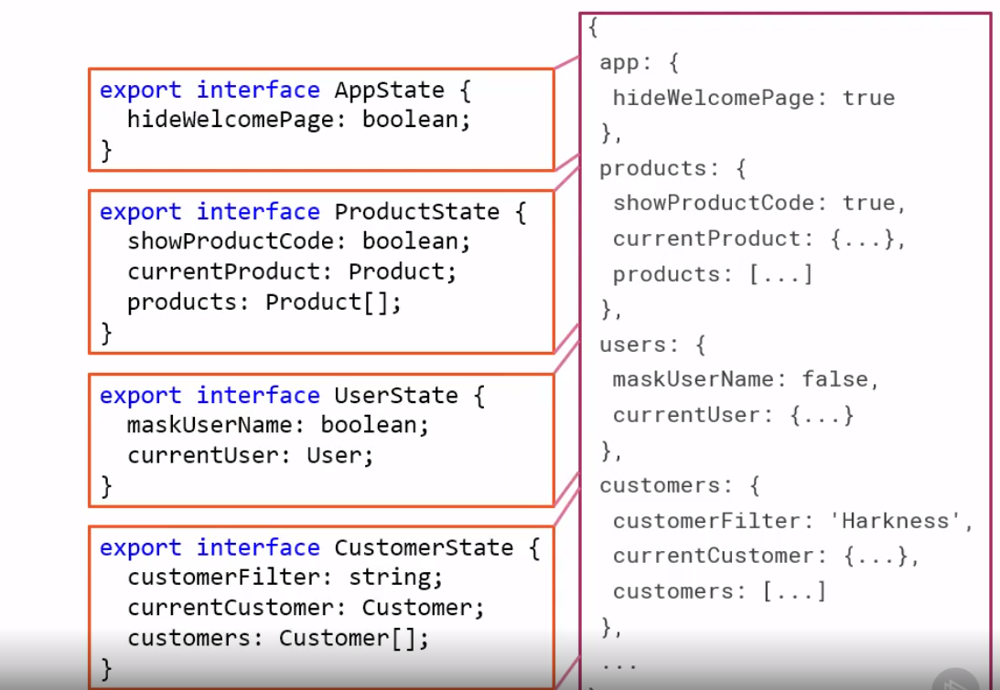 export interface AppState {
hideWelcomePage: boolean;
}
export interface ProductState {
showProductCode: boolean;
currentProduct: Product;
products: Product[];
}
export interface UserState {
maskUserName: boolean;
currentUser: User;
}
export interface CustomerState {
customerFilter: string;
currentCustomer: Customer;
customers: Customer[];
}
{
app: {
hideWelcomePage: true
},
products: {
showProductCode: true,
currentProduct: {...},
products: [...]
},
users: {
maskUserName: false,
currentUser: {...}
},
customers: {
customerFilter: 'Harkness',
currentCustomer: {...},
customers: [...]
},
...